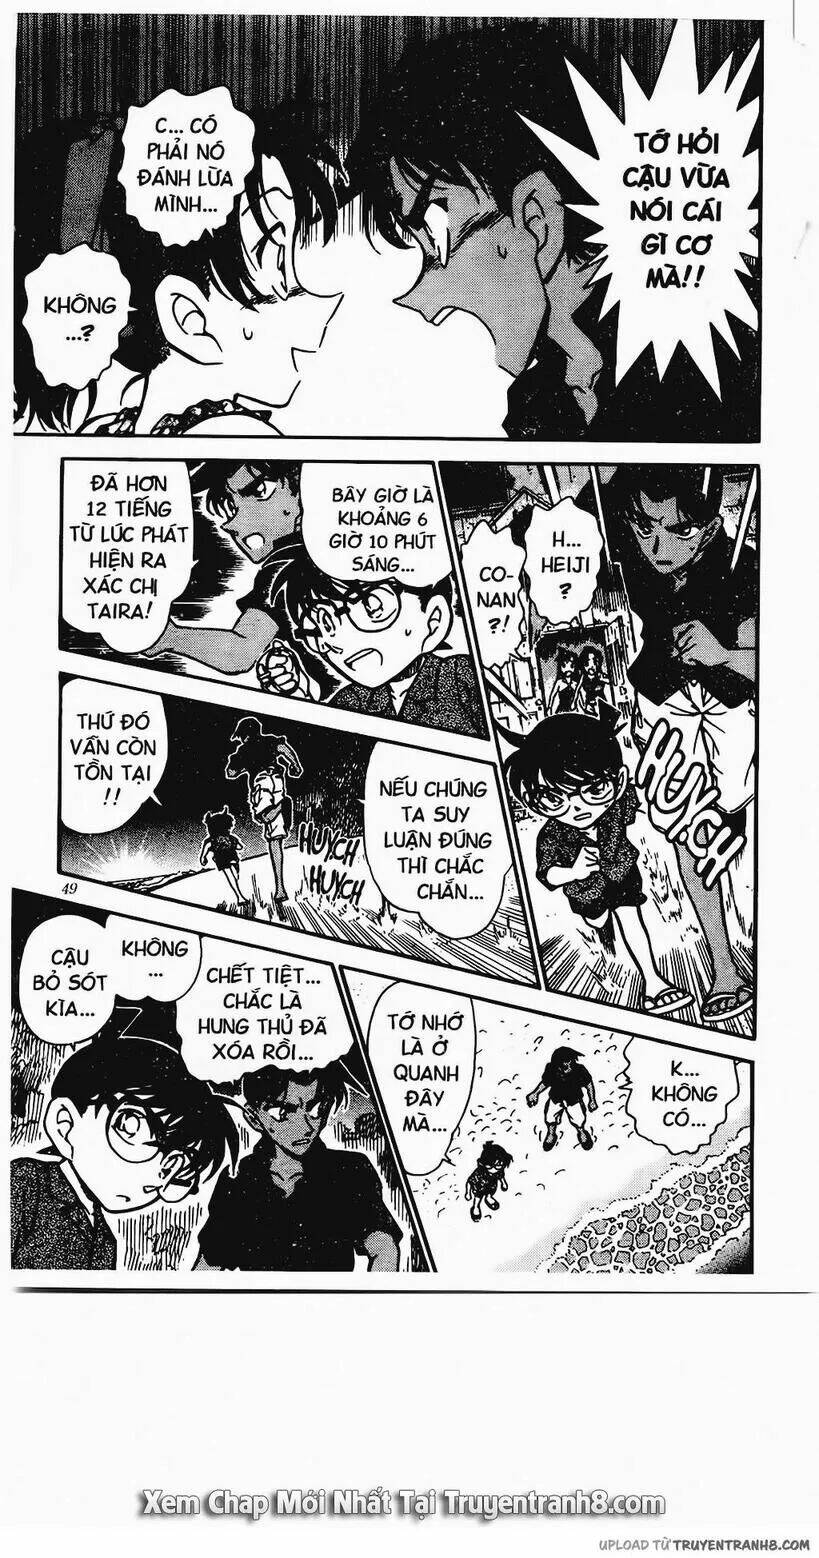 TỚ HỎI
CẬU VỪA
NÓI CÁI
GÌ CƠ
MÀ!!
C... CÓ
PHẢI NÓ
ĐÁNH LỪA
MÌNH...
KHÔNG
...?
H...
HEIJI
?
CO-
NAN
?!
HUỴCH
HUỴCH
BÂY GIỜ LÀ
KHOẢNG 6
GIỜ 10 PHÚT
SÁNG...
ĐÃ HƠN
12 TIẾNG
TỪ LÚC PHÁT
HIỆN RA
XÁC CHỊ
TAIRA!
NẾU CHÚNG
TA SUY
LUẬN ĐÚNG
THÌ CHẮC
CHẮN...
THỨ ĐÓ
VẪN CÒN
TỒN TẠI
!!
HUỴCH
HUỴCH
49
K...
KHÔNG
CÓ...
TỚ NHỚ
LÀ Ở
QUANH
ĐÂY
MÀ...
CHẾT TIỆT...
CHẮC LÀ
HUNG THỦ ĐÃ
XÓA RỒI...
KHÔNG
...
CẬU
BỎ SÓT
KÌA...
Xem Chap Mới Nhất Tại Truyentranh8.com
UPLOAD TỪ TRUYENTRANH8.COM